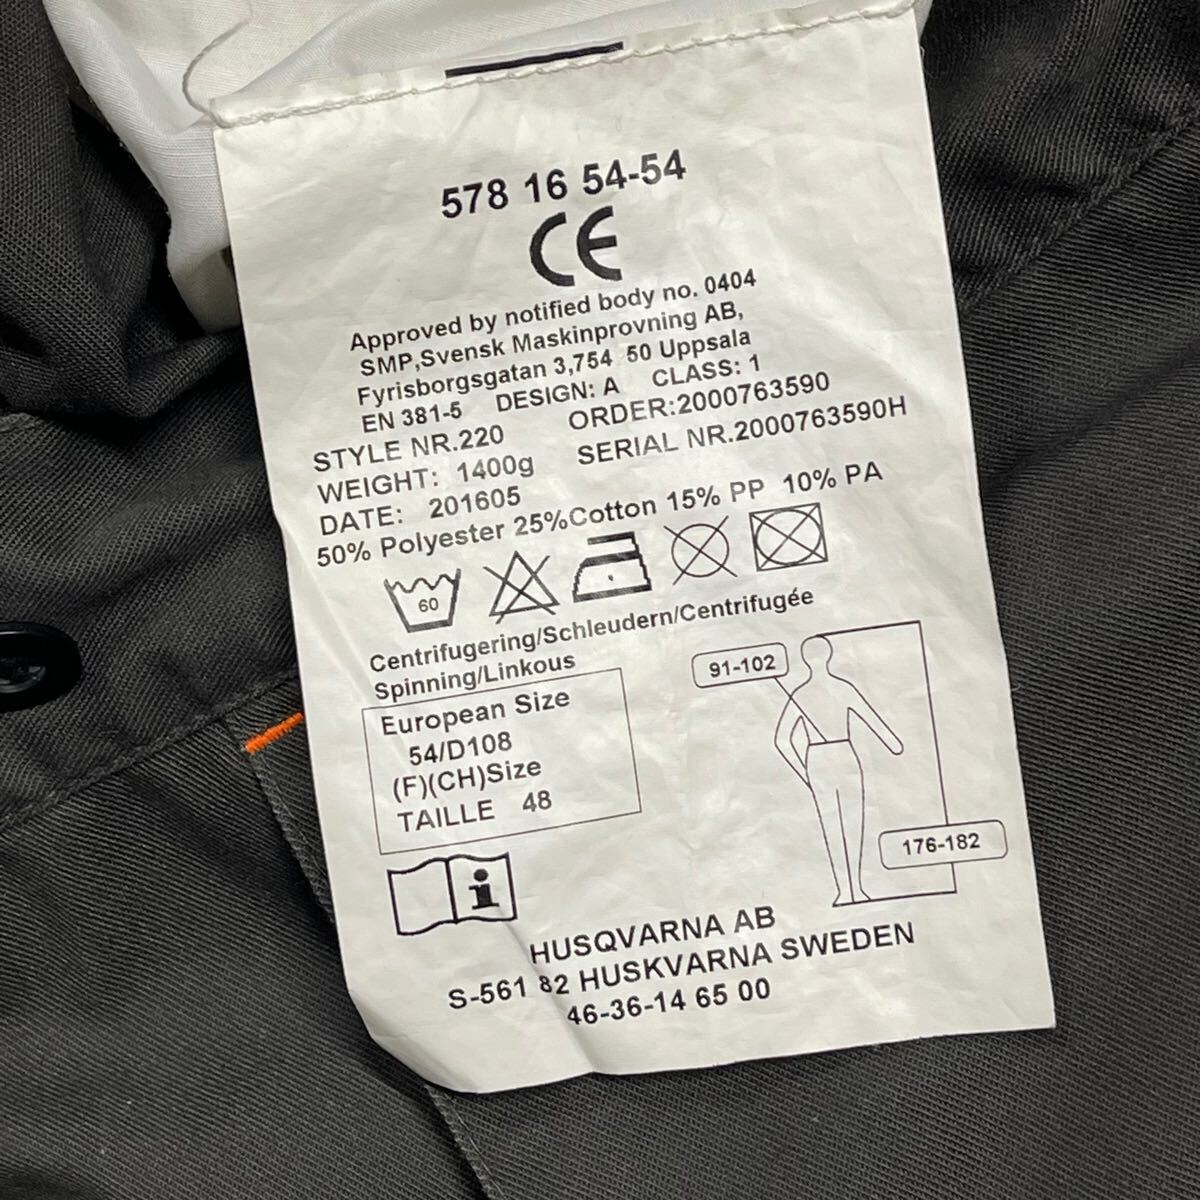 578 16 54-54
CE
Approved by notified body no. 0404
SMP,Svensk Maskinprovning AB,
Fyrisborgsgatan 3,754 50 Uppsala
EN 381-5 DESIGN: A CLASS: 1
STYLE NR.220 ORDER:2000763590
WEIGHT: 1400g SERIAL NR.2000763590H
DATE: 201605
50% Polyester 25%Cotton 15% PP 10% PA
60
Centrifugering/Schleudern/Centrifugée
Spinning/Linkous
European Size
54/D108
(F)(CH)Size
TAILLE 48
91-102
176-182
i
HUSQVARNA AB
S-561 82 HUSKVARNA SWEDEN
46-36-14 65 00